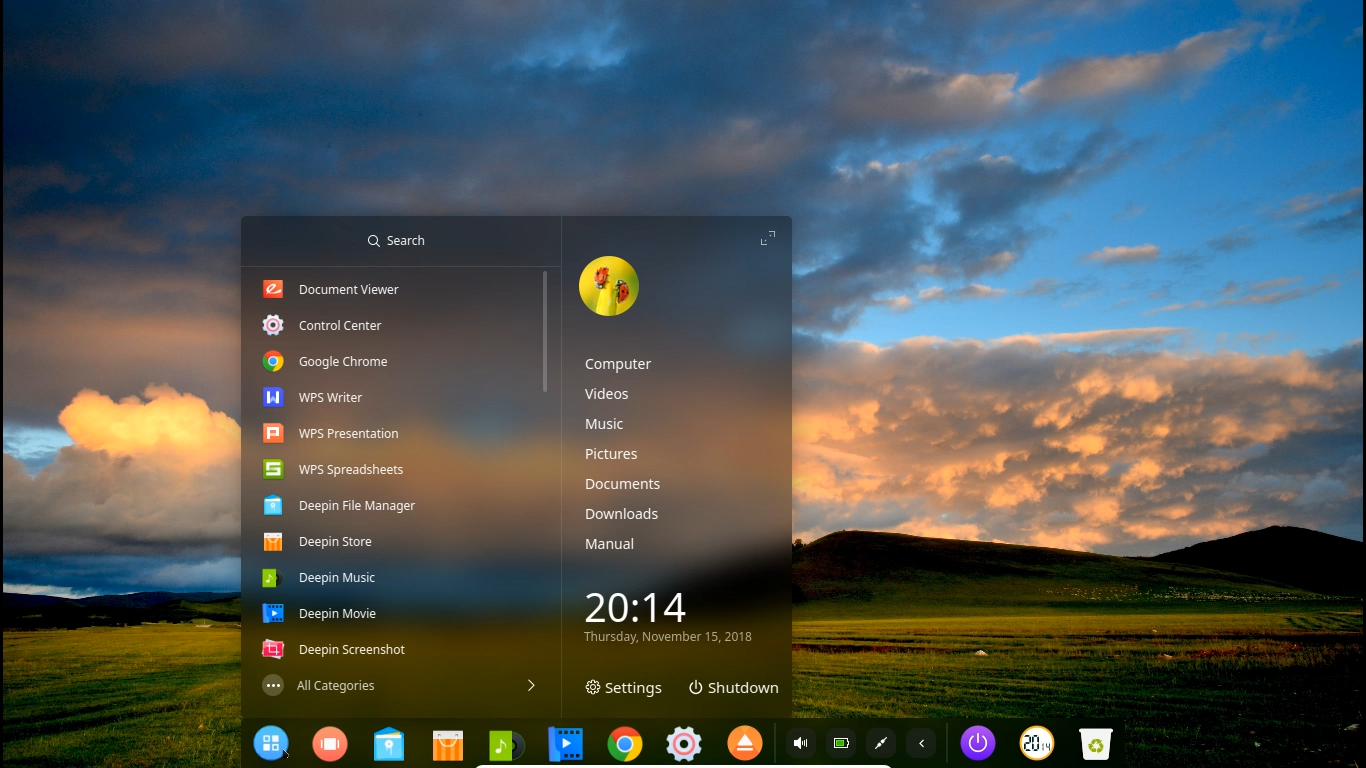 Search
Document Viewer
Control Center
Google Chrome
WPS Writer
WPS Presentation
WPS Spreadsheets
Deepin File Manager
Deepin Store
Deepin Music
Deepin Movie
Deepin Screenshot
All Categories
Computer
Videos
Music
Pictures
Documents
Downloads
Manual
20:14
Thursday, November 15, 2018
Settings
Shutdown
20 14